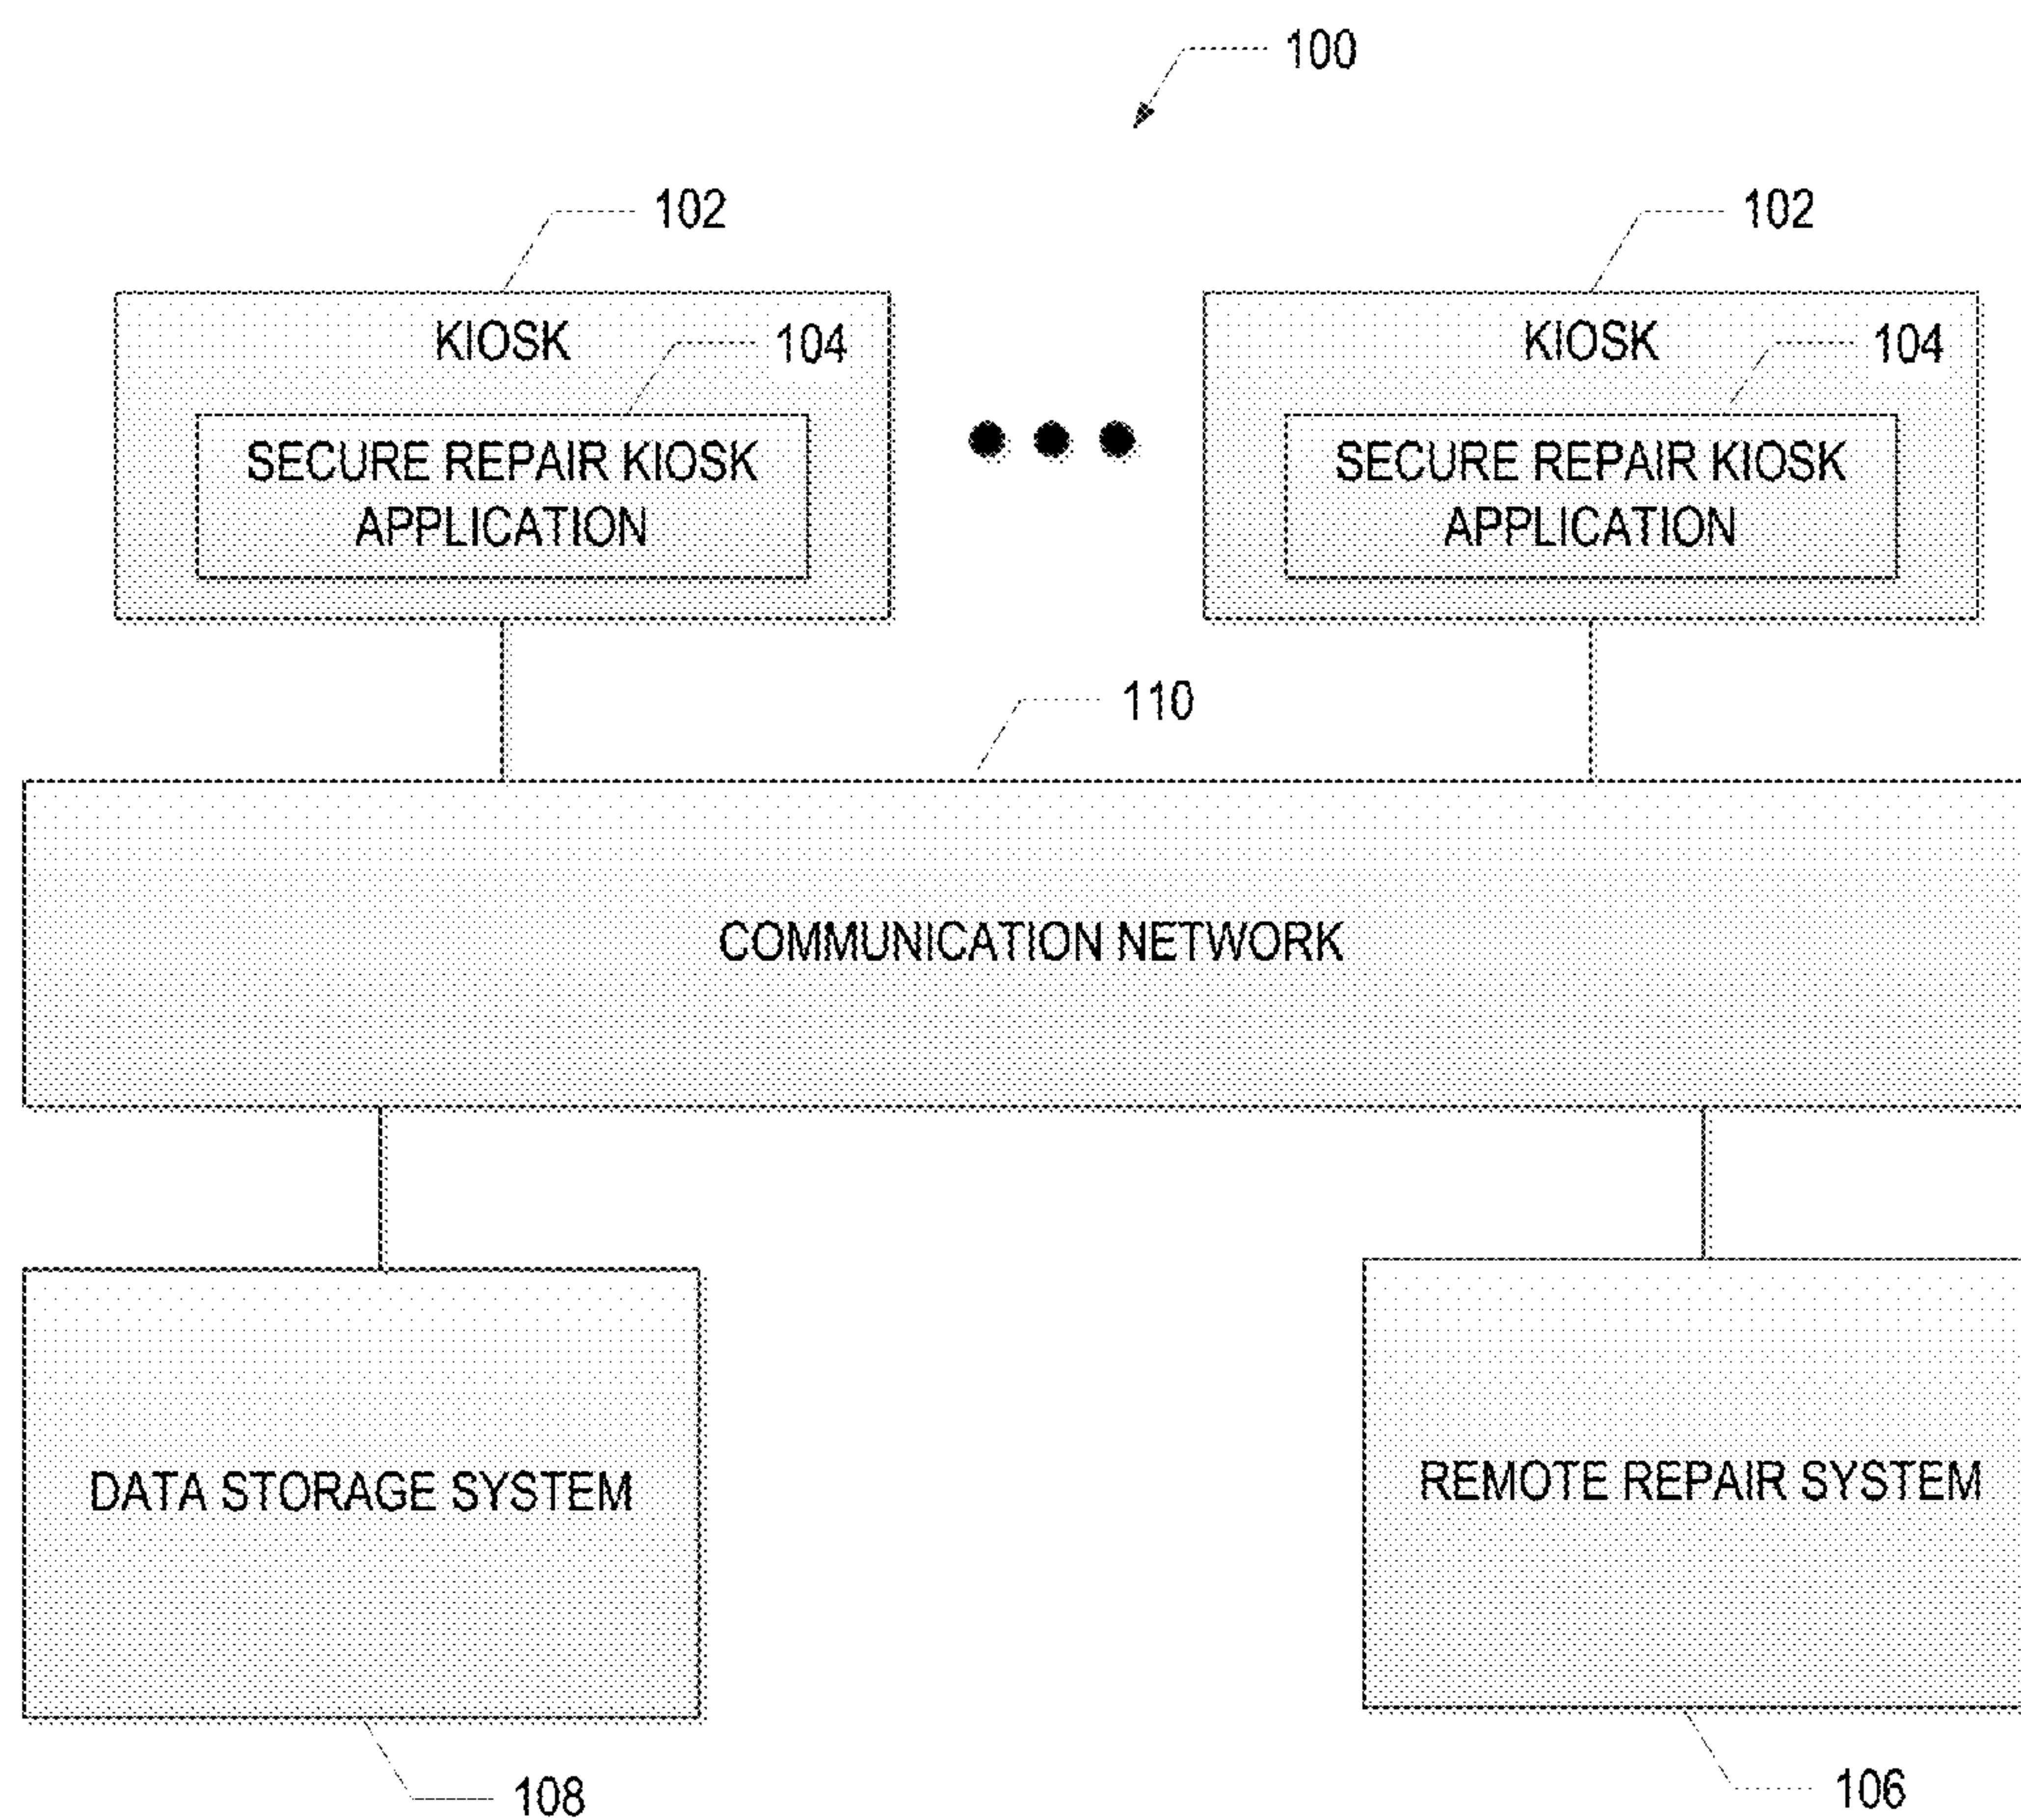 100
102
102
KIOSK
104
KIOSK
104
SECURE REPAIR KIOSK
APPLICATION
SECURE REPAIR KIOSK
APPLICATION
110
COMMUNICATION NETWORK
DATA STORAGE SYSTEM
REMOTE REPAIR SYSTEM
108
106